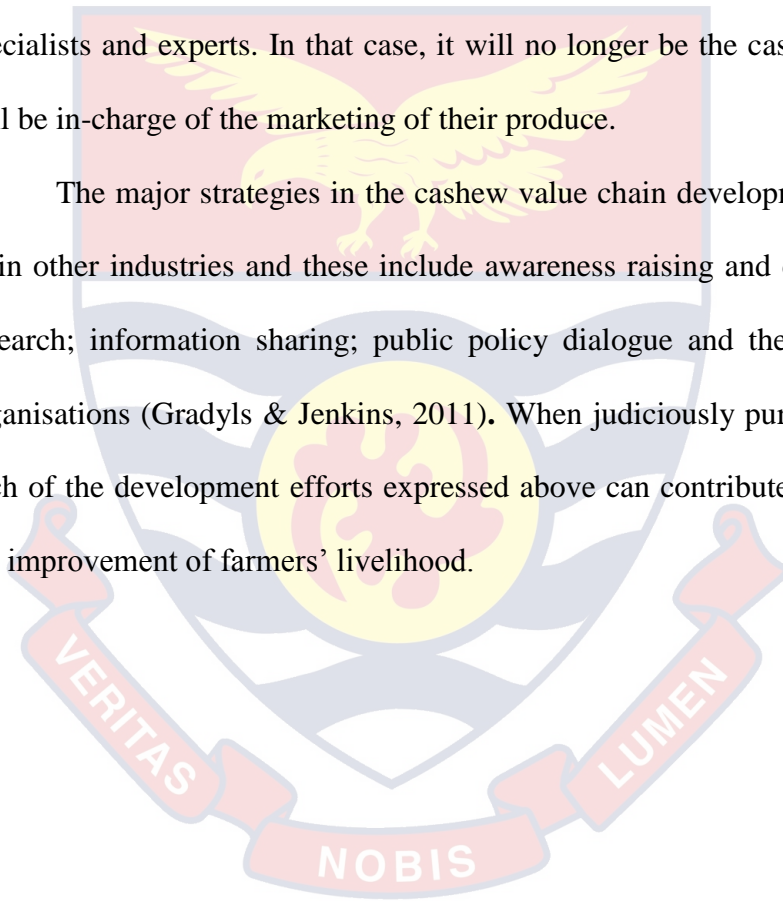 ecialists and experts. In that case, it will no longer be the cas
l be in-charge of the marketing of their produce.
The major strategies in the cashew value chain develop
in other industries and these include awareness raising and
earch; information sharing; public policy dialogue and the
ganisations (Gradyls & Jenkins, 2011). When judiciously pur
ch of the development efforts expressed above can contribute
improvement of farmers’ livelihood.
VERITAS
NOBIS
LUMEN